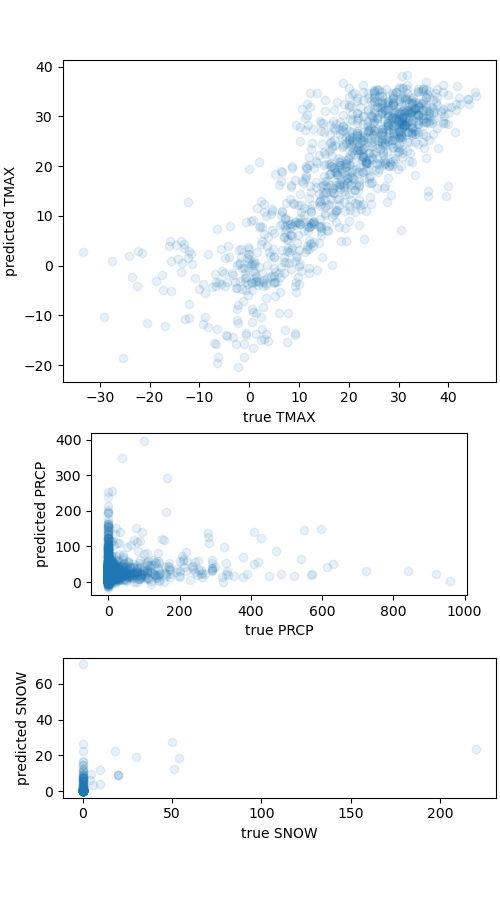 40
30
20
10
0
−10
−20
predicted TMAX
−30 −20 −10 0 10 20 30 40
true TMAX
400
300
200
100
0
predicted PRCP
0 200 400 600 800 1000
true PRCP
60
40
20
0
predicted SNOW
0 50 100 150 200
true SNOW